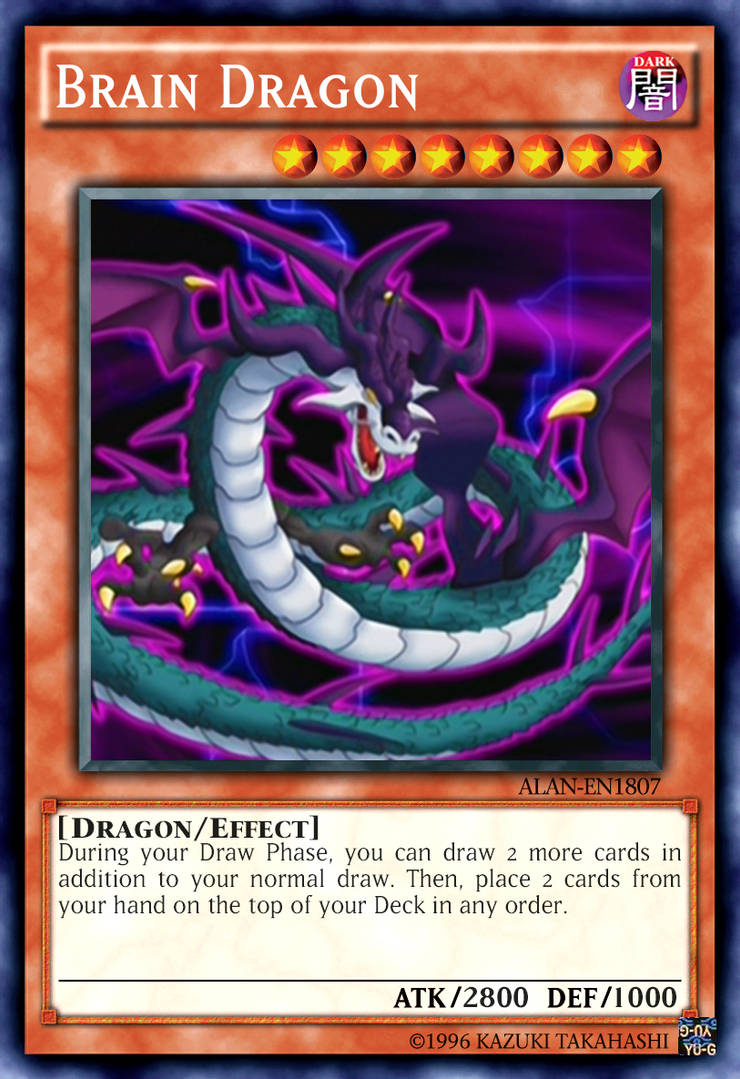 BRAIN DRAGON
DARK
闇
ALAN-EN1807
[DRAGON/EFFECT]
During your Draw Phase, you can draw 2 more cards in
addition to your normal draw. Then, place 2 cards from
your hand on the top of your Deck in any order.
ATK/2800 DEF/1000
©1996 KAZUKI TAKAHASHI